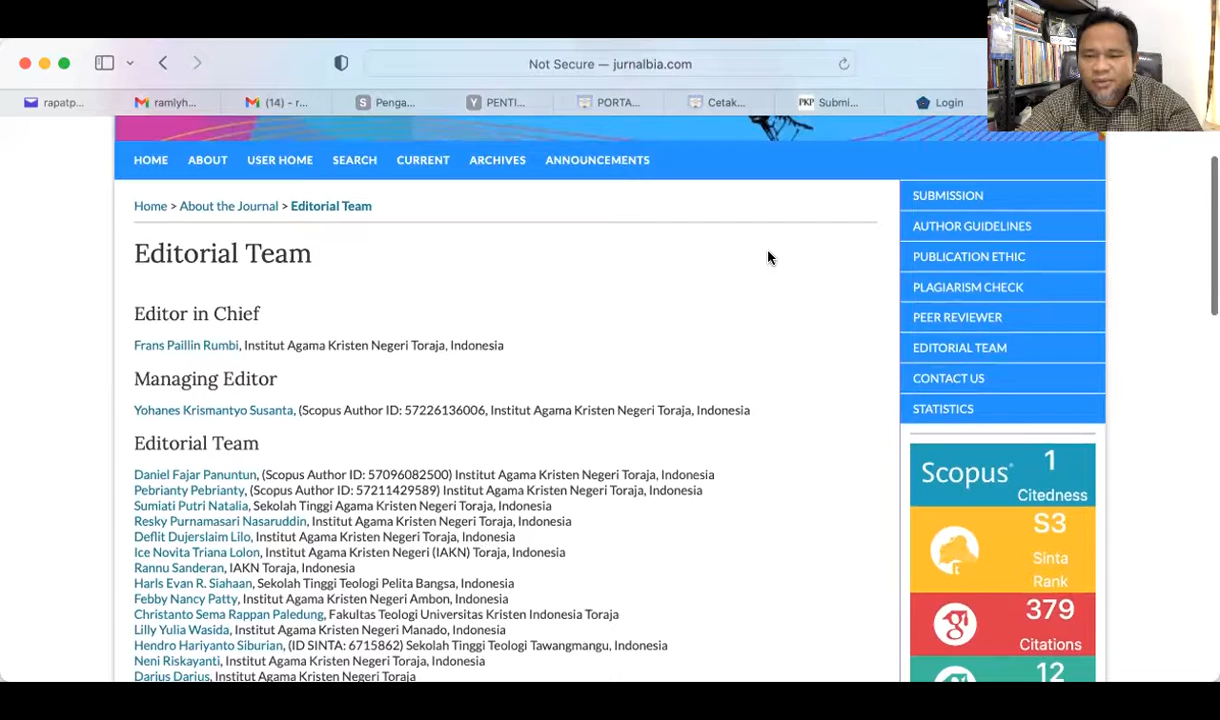 Not Secure — jurnalbia.com
rapatp...
ramlyh...
(14) - r...
S Penga...
Y PENTI...
PORTA...
Cetak...
PKP Submi...
Login
HOME ABOUT USER HOME SEARCH CURRENT ARCHIVES ANNOUNCEMENTS
Home > About the Journal > Editorial Team
Editorial Team
Editor in Chief
Frans Paillin Rumbi, Institut Agama Kristen Negeri Toraja, Indonesia
Managing Editor
Yohanes Krismantyo Susanta, (Scopus Author ID: 57226136006, Institut Agama Kristen Negeri Toraja, Indonesia
Editorial Team
Daniel Fajar Panuntun, (Scopus Author ID: 57096082500) Institut Agama Kristen Negeri Toraja, Indonesia
Pebrianty Pebrianty, (Scopus Author ID: 57211429589) Institut Agama Kristen Negeri Toraja, Indonesia
Sumiati Putri Natalia, Sekolah Tinggi Agama Kristen Negeri Toraja, Indonesia
Resky Purnamasari Nasaruddin, Institut Agama Kristen Negeri Toraja, Indonesia
Deflit Dujerslaim Lilo, Institut Agama Kristen Negeri Toraja, Indonesia
Ice Novita Triana Lolon, Institut Agama Kristen Negeri (IAKN) Toraja, Indonesia
Rannu Sanderan, IAKN Toraja, Indonesia
Harls Evan R. Siahaan, Sekolah Tinggi Teologi Pelita Bangsa, Indonesia
Febby Nancy Patty, Institut Agama Kristen Negeri Ambon, Indonesia
Christanto Sema Rappan Paledung, Fakultas Teologi Universitas Kristen Indonesia Toraja
Lilly Yulia Wasida, Institut Agama Kristen Negeri Manado, Indonesia
Hendro Hariyanto Siburian, (ID SINTA: 6715862) Sekolah Tinggi Teologi Tawangmangu, Indonesia
Neni Riskayanti, Institut Agama Kristen Negeri Toraja, Indonesia
Darius Darius, Institut Agama Kristen Negeri Toraja
SUBMISSION
AUTHOR GUIDELINES
PUBLICATION ETHIC
PLAGIARISM CHECK
PEER REVIEWER
EDITORIAL TEAM
CONTACT US
STATISTICS
Scopus 1
Citedness
S3
Sinta
Rank
379
Citations
12